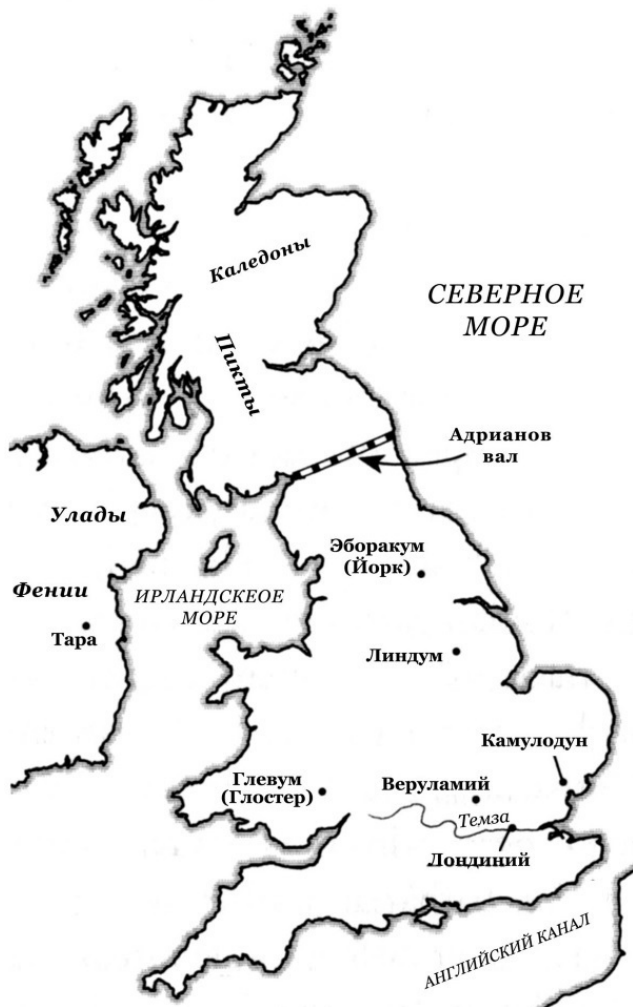 Каледоны
СЕВЕРНОЕ
МОРЕ
Пикты
Адрианов
вал
Улады
Эборакум
(Йорк)
Фении
ИРЛАНДСКЕОЕ
МОРЕ
Тара
Линдум
Камулодун
Глевум
(Глостер)
Веруламий
Темза
Лондиний
АНГЛИЙСКИЙ КАНАЛ